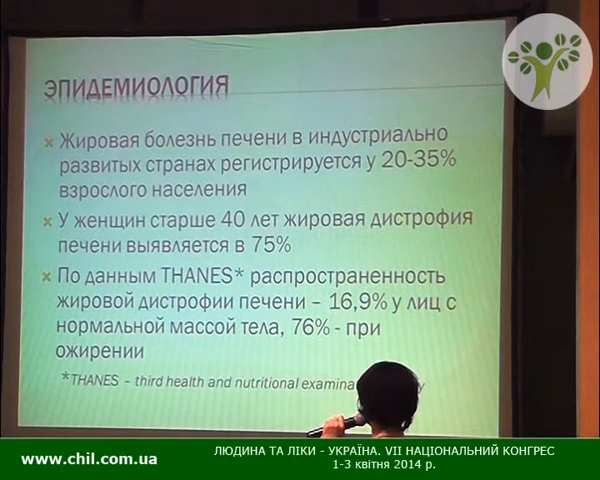 ЭПИДЕМИОЛОГИЯ
Жировая болезнь печени в индустриально
развитых странах регистрируется у 20-35%
взрослого населения
У женщин старше 40 лет жировая дистрофия
печени выявляется в 75%
По данным THANES* распространенность
жировой дистрофии печени – 16,9% у лиц с
нормальной массой тела, 76% - при
ожирении
*THANES - third health and nutritional examina
www.chil.com.ua
ЛЮДИНА ТА ЛІКИ - УКРАЇНА. VII НАЦІОНАЛЬНИЙ КОНГРЕС
1-3 квітня 2014 р.